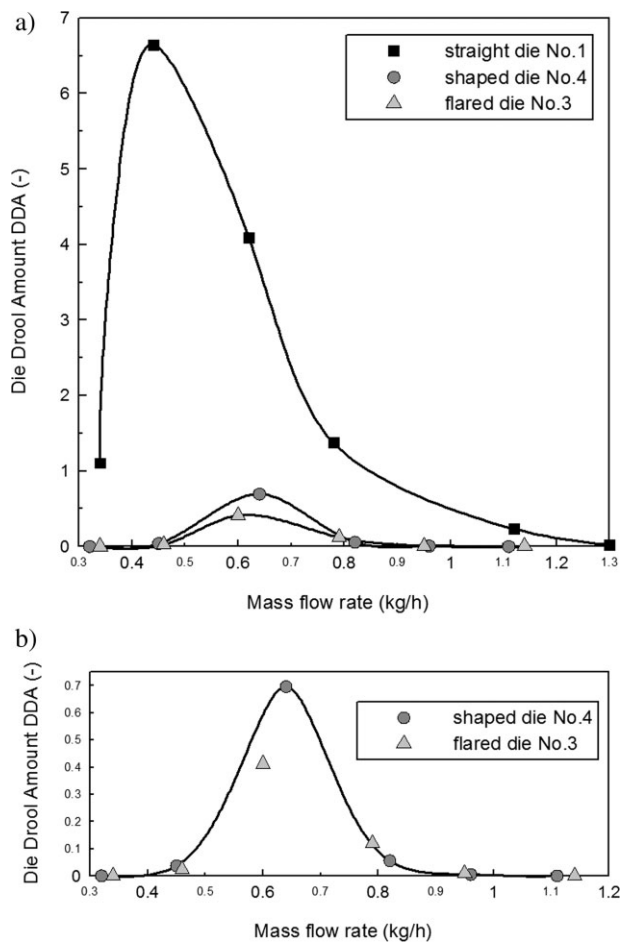 a)
7
6
5
4
3
2
1
0
Die Drool Amount DDA (-)
straight die No.1
shaped die No.4
flared die No.3
0.3 0.4 0.5 0.6 0.7 0.8 0.9 1 1.1 1.2 1.3
Mass flow rate (kg/h)
b)
0.7
0.6
0.5
0.4
0.3
0.2
0.1
0
Die Drool Amount DDA (-)
shaped die No.4
flared die No.3
0.3 0.4 0.5 0.6 0.7 0.8 0.9 1 1.1 1.2
Mass flow rate (kg/h)